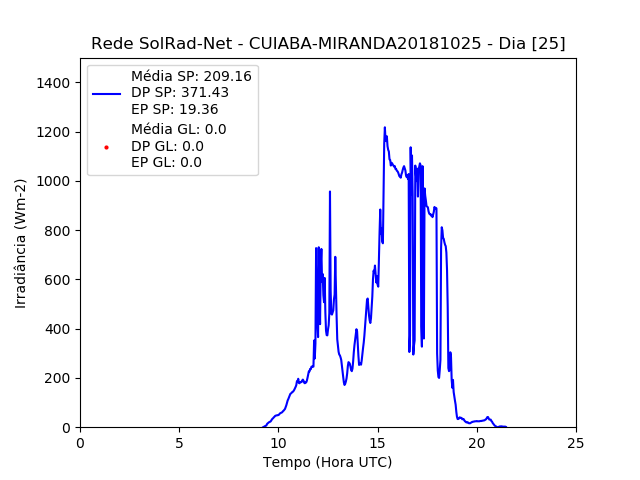 Rede SolRad-Net - CUIABA-MIRANDA20181025 - Dia [25]
Média SP: 209.16
DP SP: 371.43
EP SP: 19.36
Média GL: 0.0
DP GL: 0.0
EP GL: 0.0
Irradiância (Wm-2)
1400
1200
1000
800
600
400
200
0
0 5 10 15 20 25
Tempo (Hora UTC)